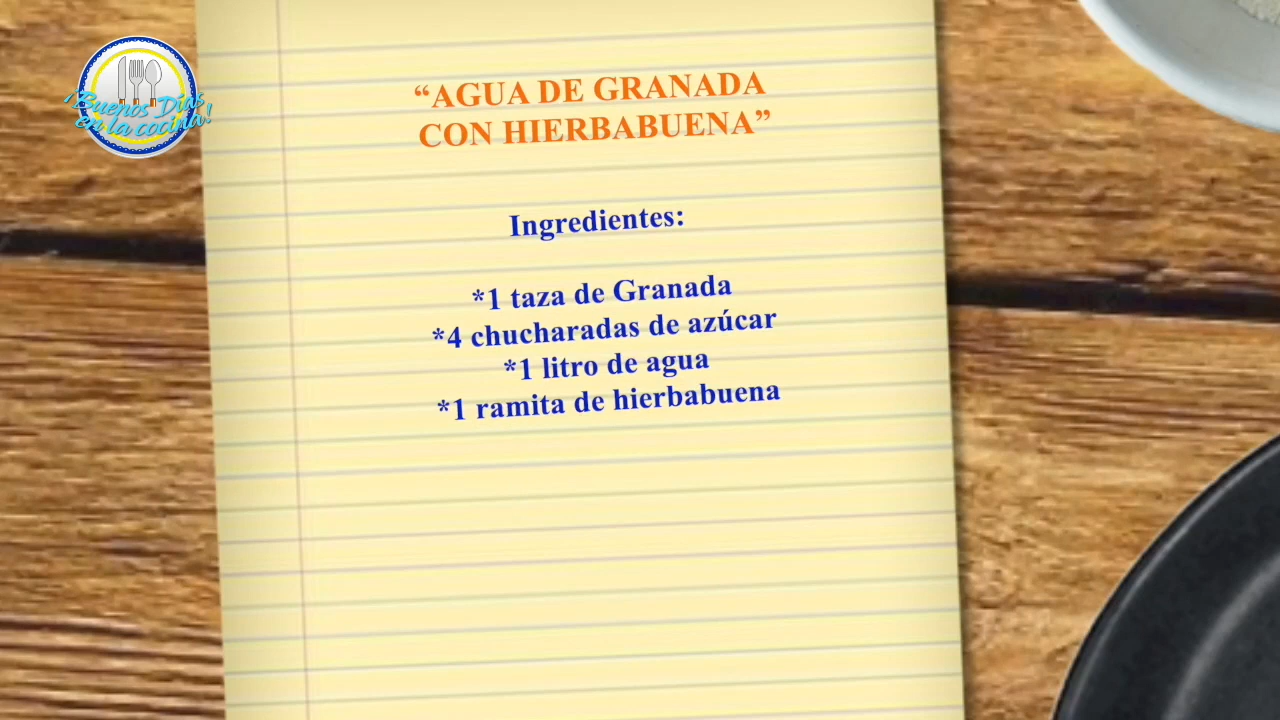 ¡Buenos Días
en la cocina!
“AGUA DE GRANADA
CON HIERBABUENA”
Ingredientes:
*1 taza de Granada
*4 chucharadas de azúcar
*1 litro de agua
*1 ramita de hierbabuena